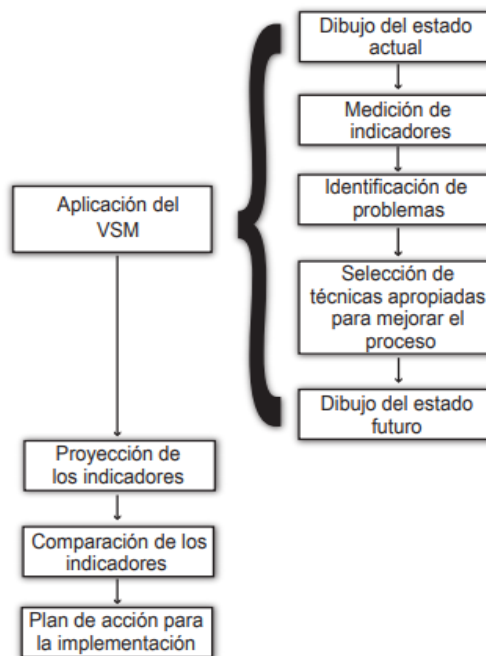 Dibujo del estado
actual
Medición de
indicadores
Identificación de
problemas
Aplicación del
VSM
Selección de
técnicas apropiadas
para mejorar el
proceso
Dibujo del estado
futuro
Proyección de
los indicadores
Comparación de los
indicadores
Plan de acción para
la implementación